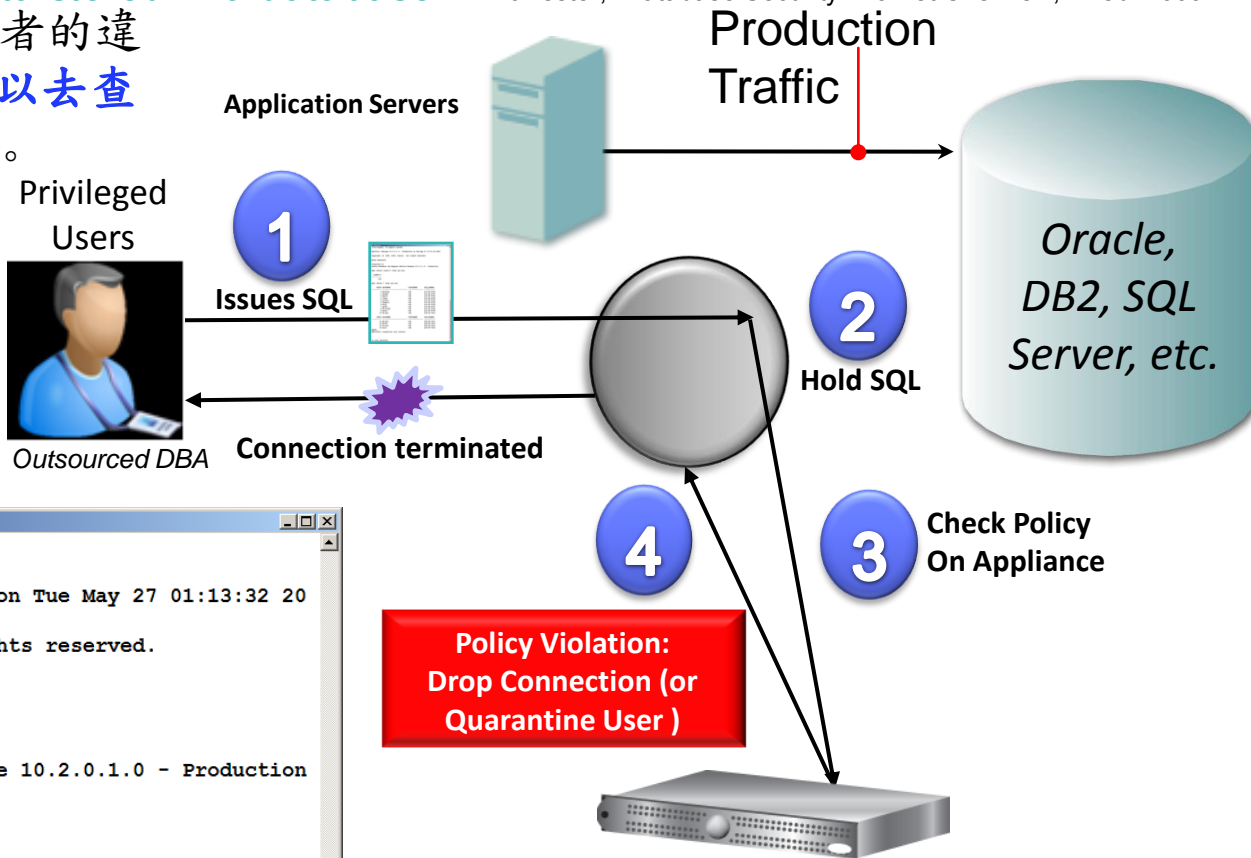 者的違
以去查
。
Production
Traffic
Application Servers
Privileged
Users
1
Issues SQL
Oracle,
DB2, SQL
Server, etc.
2
Hold SQL
Connection terminated
Outsourced DBA
4
3
Check Policy
On Appliance
on Tue May 27 01:13:32 20
hts reserved.
Policy Violation:
Drop Connection (or
Quarantine User )
e 10.2.0.1.0 - Production